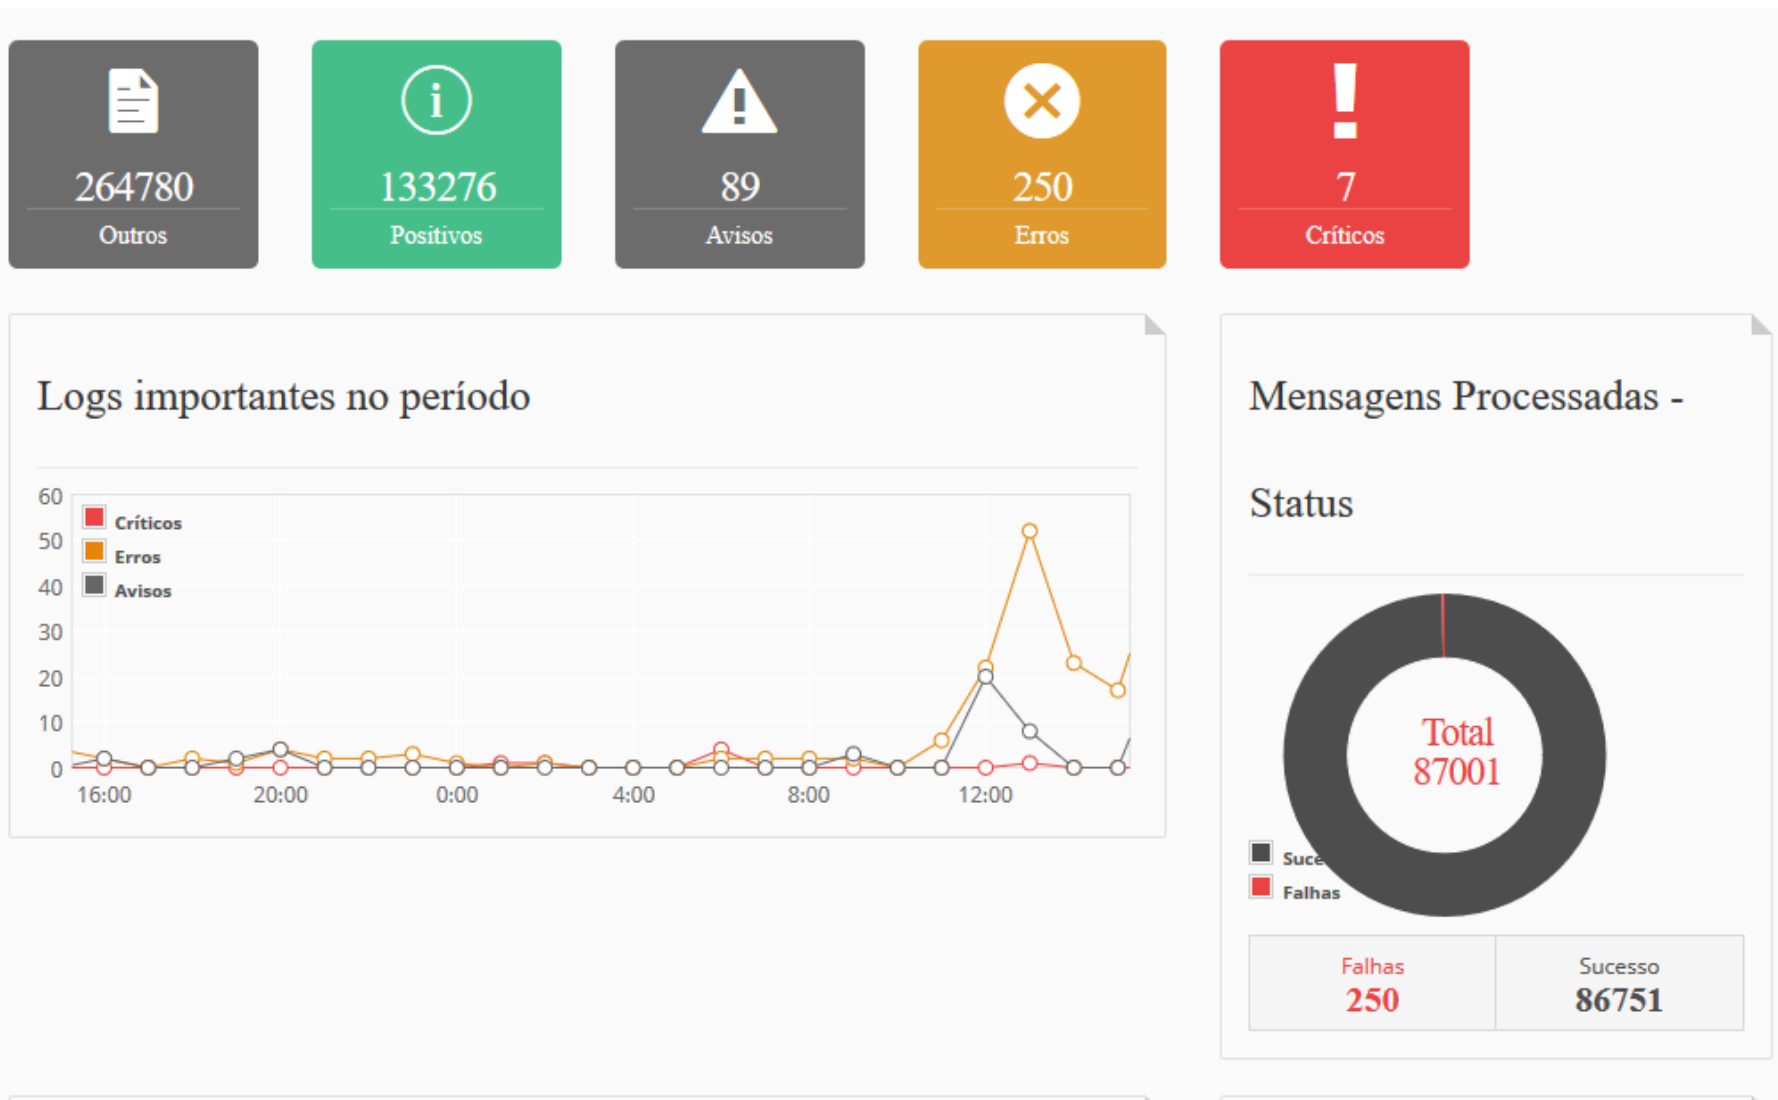 264780
Outros
133276
Positivos
89
Avisos
250
Erros
7
Críticos
Logs importantes no período
60
50
40
30
20
10
0
Críticos
Erros
Avisos
16:00 20:00 0:00 4:00 8:00 12:00
Mensagens Processadas -
Status
Total
87001
Suce
Falhas
Falhas
250
Sucesso
86751